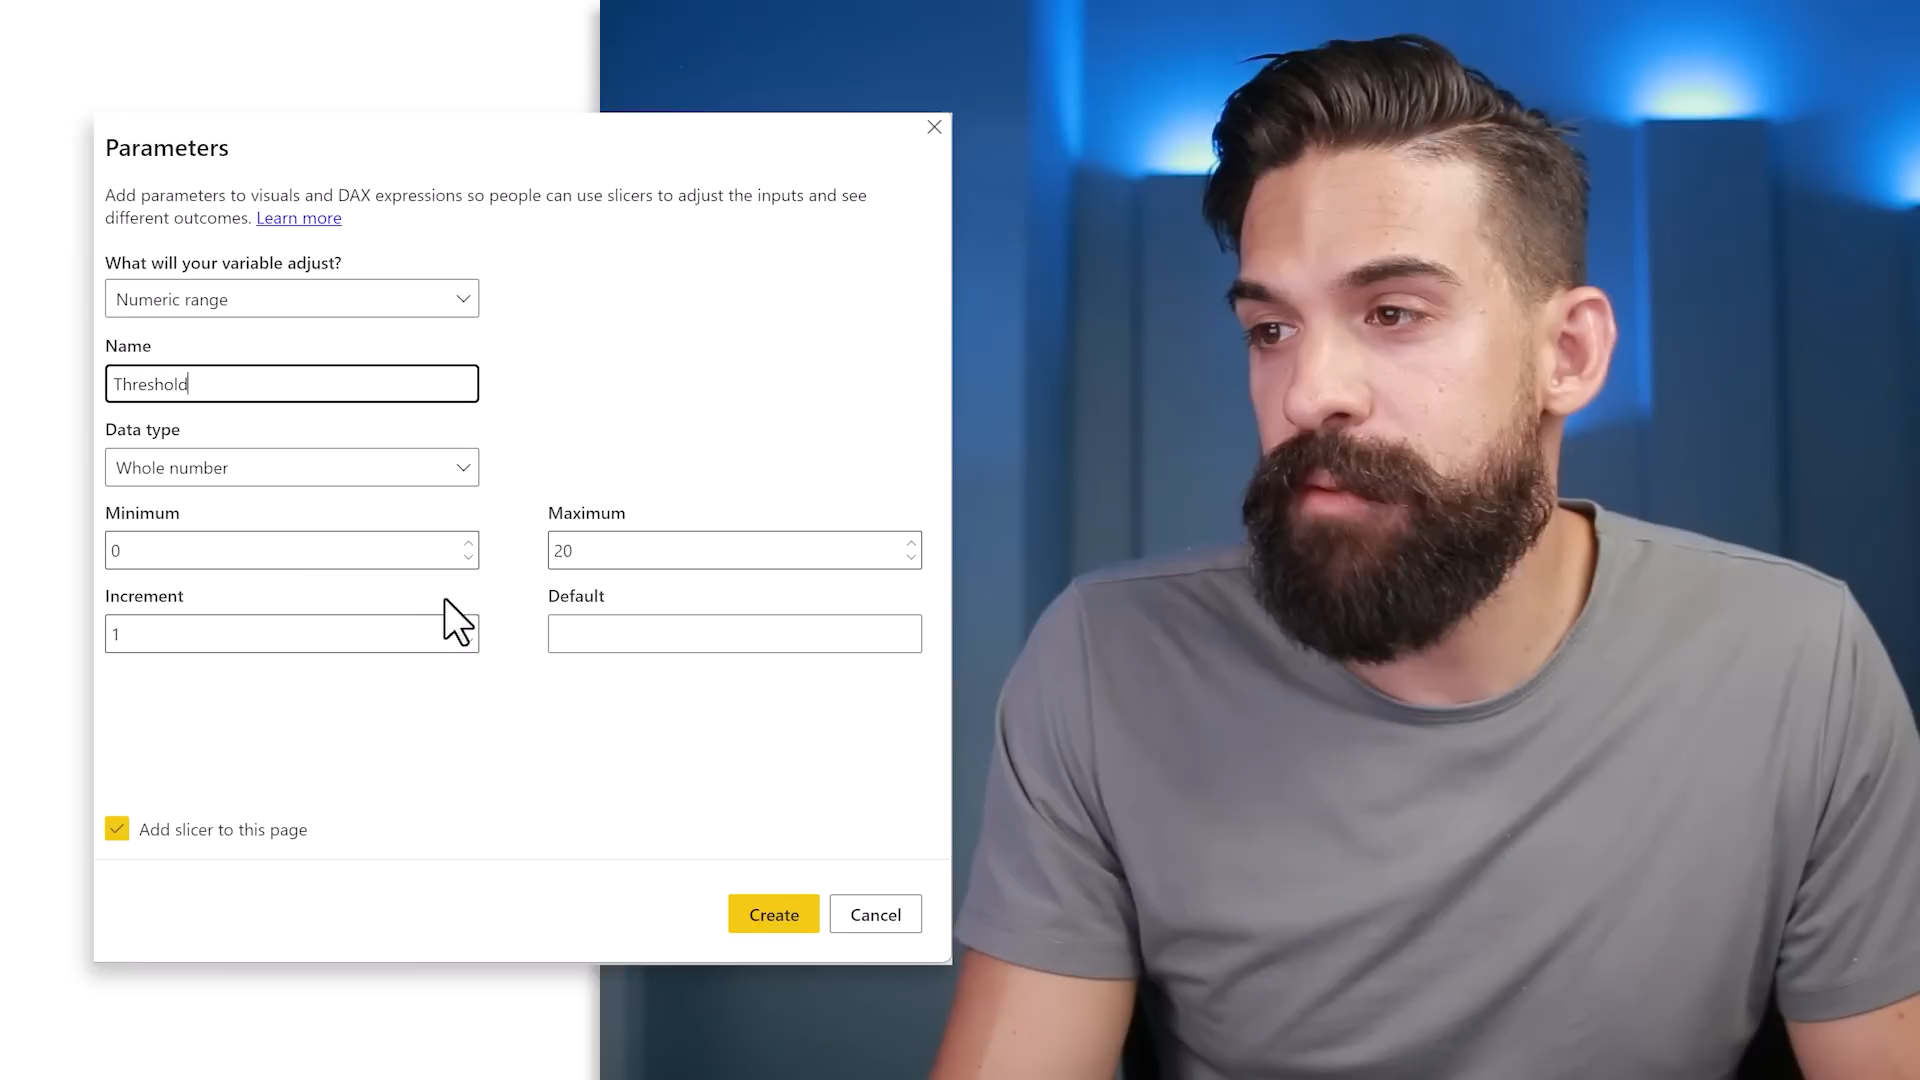 Parameters
Add parameters to visuals and DAX expressions so people can use slicers to adjust the inputs and see
different outcomes. Learn more
What will your variable adjust?
Numeric range
Name
Threshold
Data type
Whole number
Minimum
Maximum
0
20
Increment
Default
1
Add slicer to this page
Create
Cancel